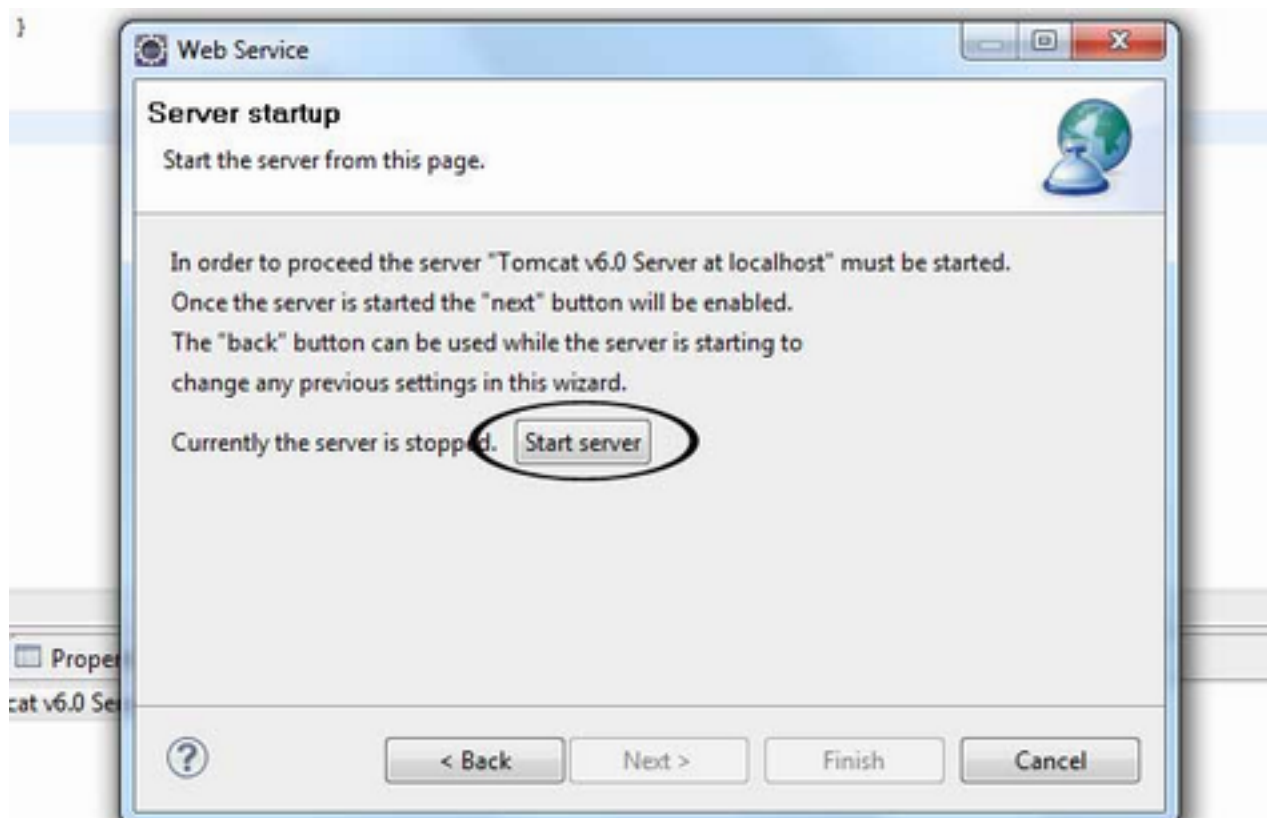 }
Web Service
Server startup
Start the server from this page.
In order to proceed the server "Tomcat v6.0 Server at localhost" must be started.
Once the server is started the "next" button will be enabled.
The "back" button can be used while the server is starting to
change any previous settings in this wizard.
Currently the server is stopped. Start server
Proper
cat v6.0 Ser
? < Back Next > Finish Cancel